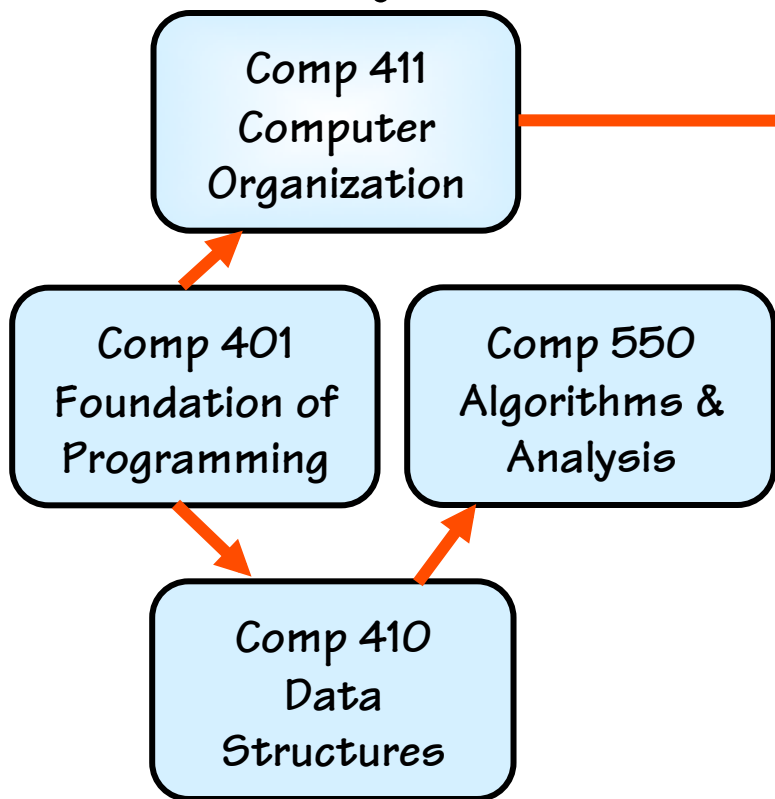 Comp 411
Computer
Organization
Comp 401
Foundation of
Programming
Comp 550
Algorithms &
Analysis
Comp 410
Data
Structures